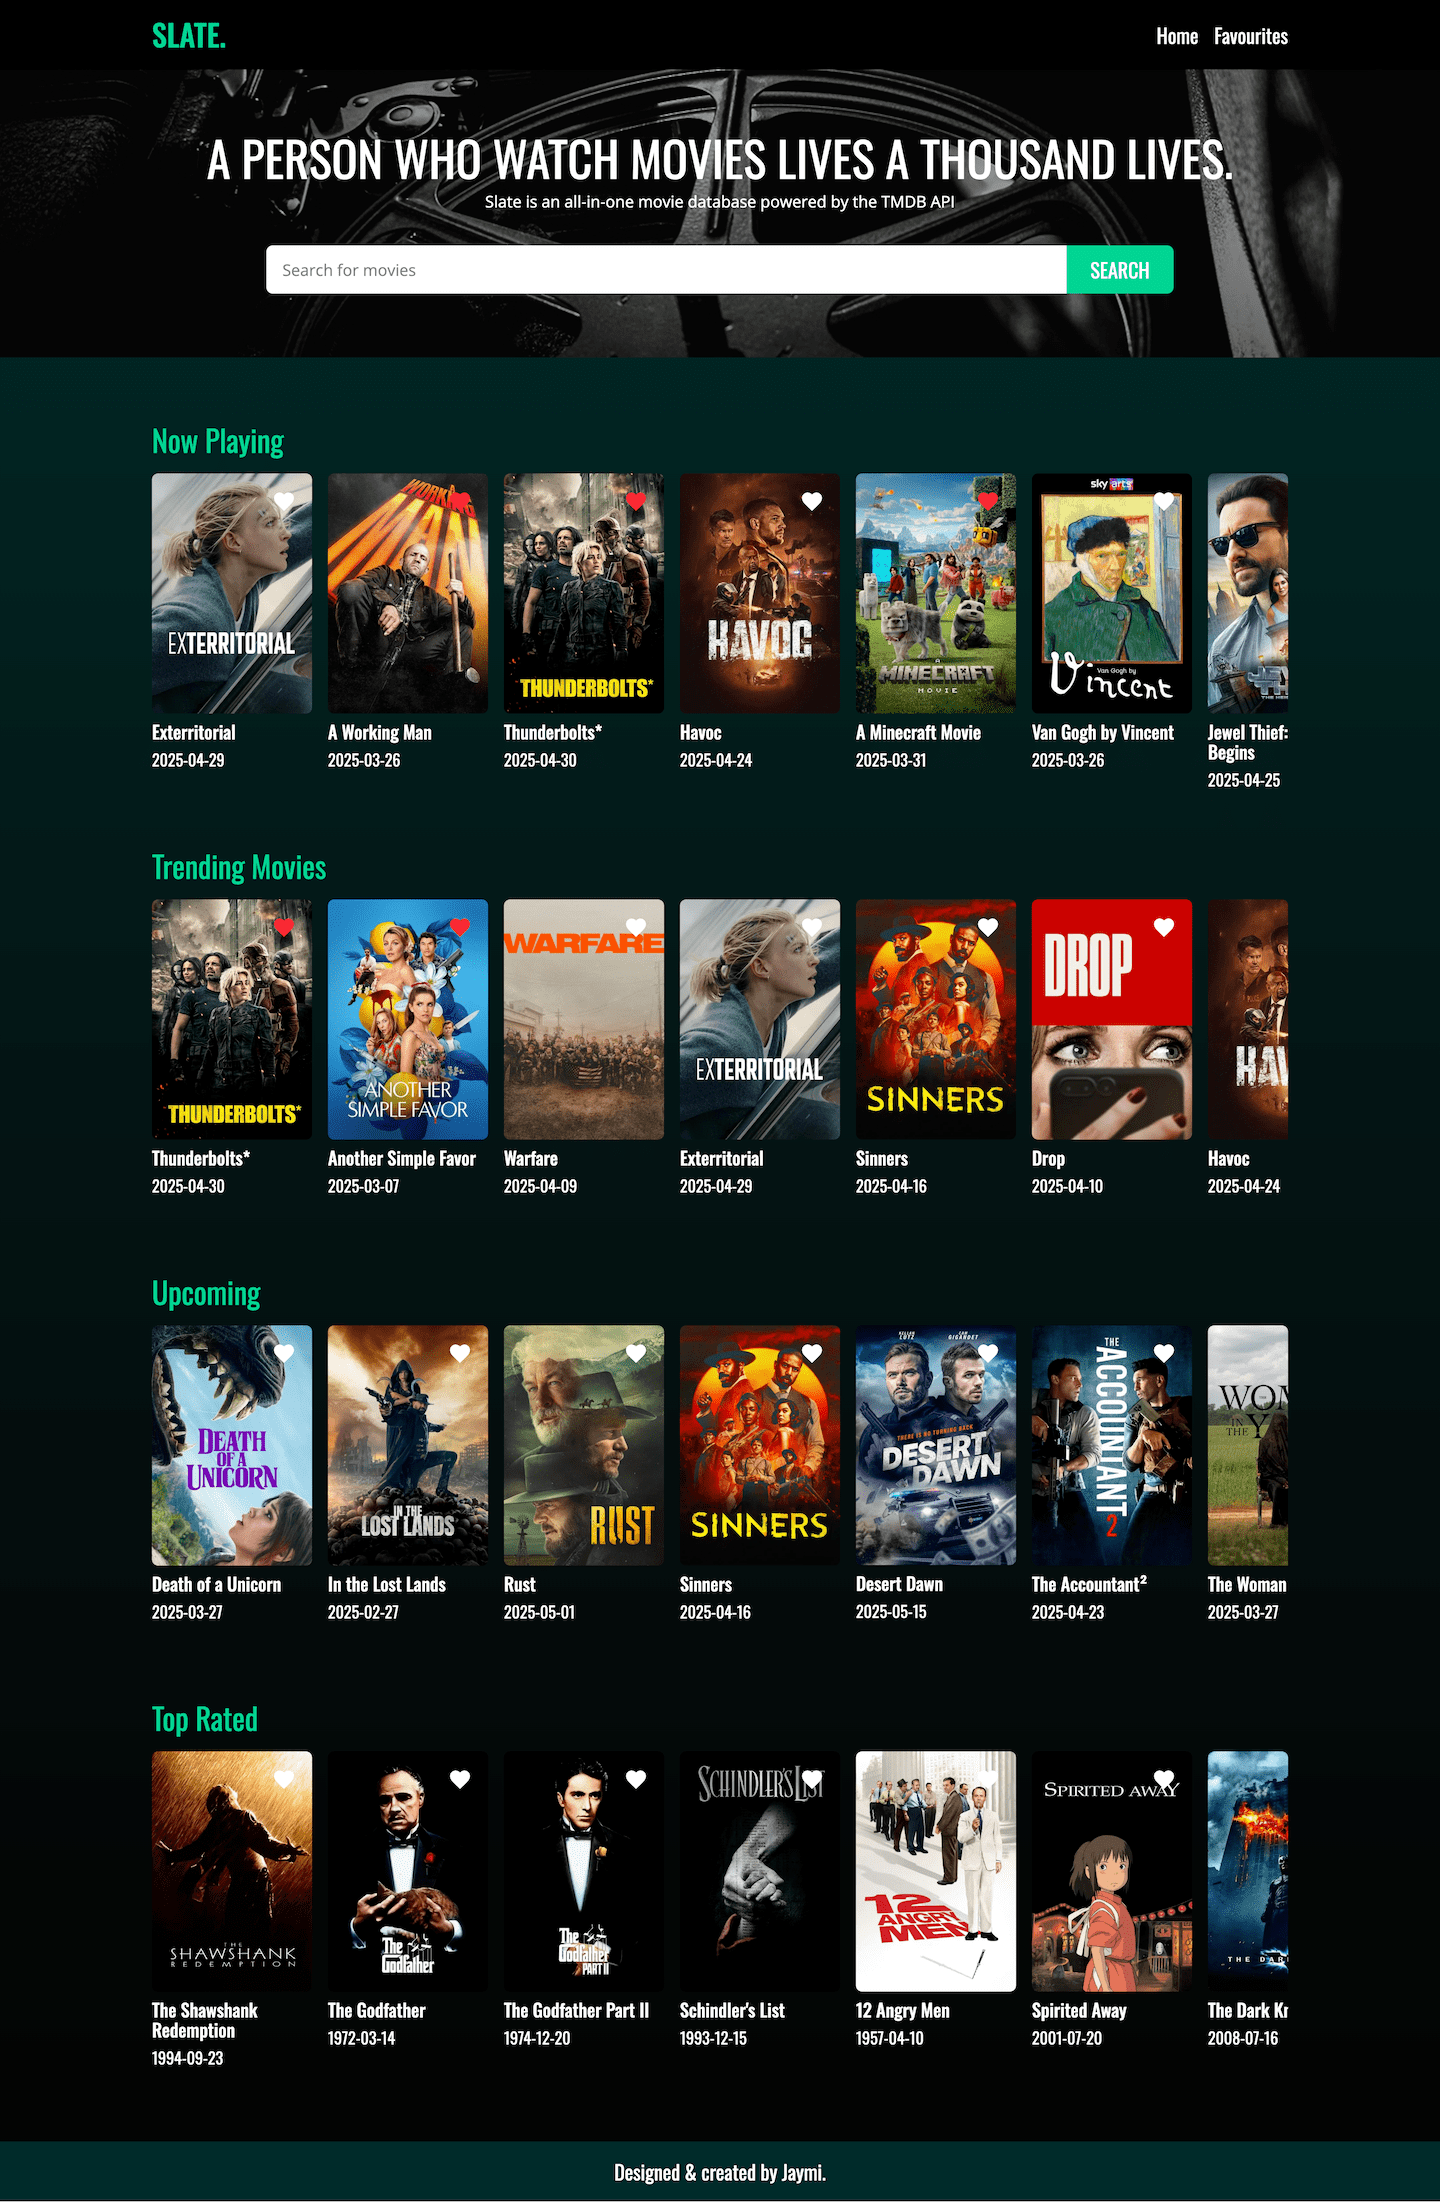 SLATE.
Home Favourites
A PERSON WHO WATCH MOVIES LIVES A THOUSAND LIVES.
Slate is an all-in-one movie database powered by the TMDB API
Search for movies SEARCH
Now Playing
EXTERRITORIAL
A WORKING MAN
THUNDERBOLTS*
HAVOC
A MINECRAFT MOVIE
sky arts
Van Gogh by
Vincent
Exterritorial
2025-04-29
A Working Man
2025-03-26
Thunderbolts*
2025-04-30
Havoc
2025-04-24
A Minecraft Movie
2025-03-31
Van Gogh by Vincent
2025-03-26
Jewel Thief:
Begins
2025-04-25
Trending Movies
THUNDERBOLTS*
ANOTHER
SIMPLE FAVOR
WARFARE
EXTERRITORIAL
SINNERS
DROP
HAV
Thunderbolts*
2025-04-30
Another Simple Favor
2025-03-07
Warfare
2025-04-09
Exterritorial
2025-04-29
Sinners
2025-04-16
Drop
2025-04-10
Havoc
2025-04-24
Upcoming
DEATH
OF A
UNICORN
IN THE
LOST LANDS
RUST
SINNERS
KELLAN LUTZ
CAM GIGANDET
THERE IS NO TURNING BACK
DESERT
DAWN
THE
ACCOUNTANT
2
WOM
IN
THE Y
Death of a Unicorn
2025-03-27
In the Lost Lands
2025-02-27
Rust
2025-05-01
Sinners
2025-04-16
Desert Dawn
2025-05-15
The Accountant²
2025-04-23
The Woman
2025-03-27
Top Rated
THE
SHAWSHANK
REDEMPTION
The
Godfather
The
Godfather
PART II
SCHINDLER'S LIST
12
ANGRY
MEN
SPIRITED AWAY
THE DAR
The Shawshank
Redemption
1994-09-23
The Godfather
1972-03-14
The Godfather Part II
1974-12-20
Schindler's List
1993-12-15
12 Angry Men
1957-04-10
Spirited Away
2001-07-20
The Dark Kr
2008-07-16
Designed & created by Jaymi.